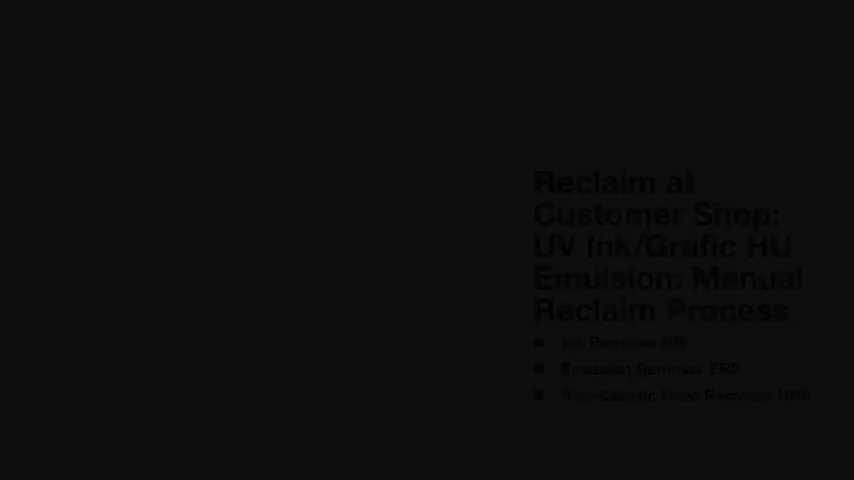 Reclaim at
Customer Shop:
UV Ink/Grafic HU
Emulsion: Manual
Reclaim Process
Ink Remover
Emulsion Remover ER2
Non-Caustic Haze Remover